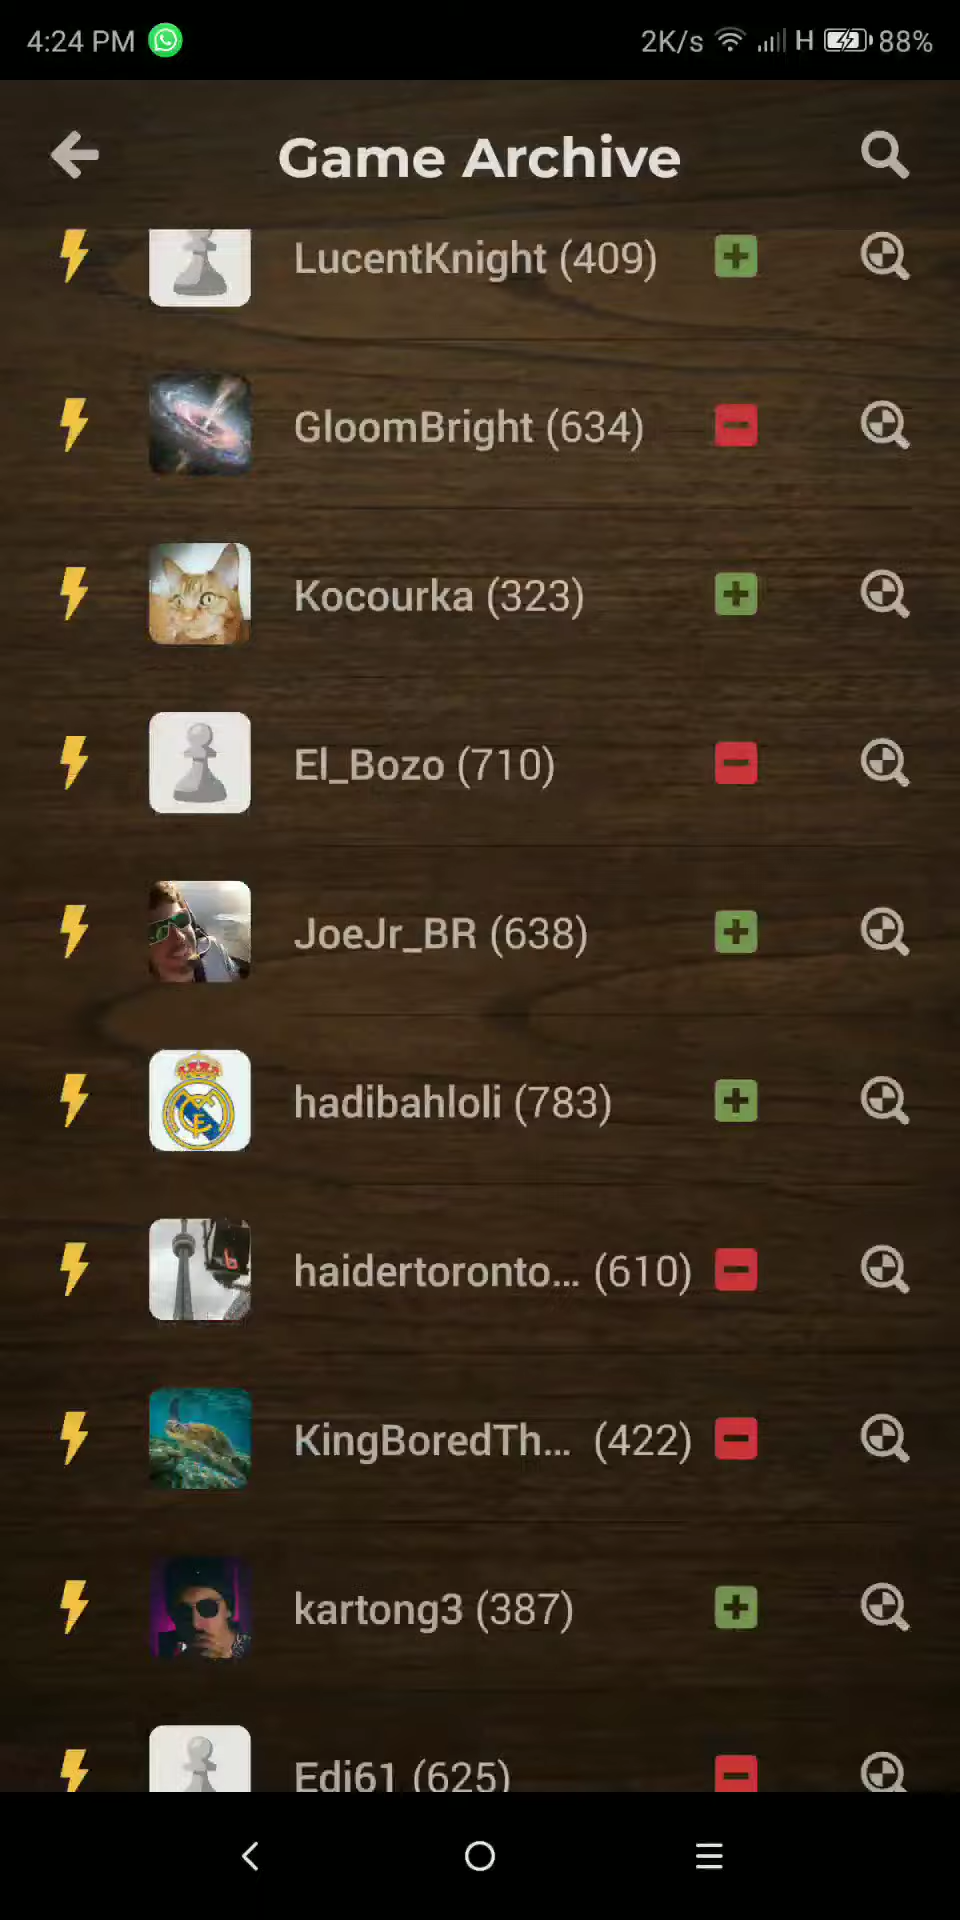 4:24 PM 2K/s H 88%
Game Archive
LucentKnight (409)
GloomBright (634)
Kocourka (323)
El_Bozo (710)
JoeJr_BR (638)
hadibahloli (783)
haidertoronto... (610)
KingBoredTh... (422)
kartong3 (387)
Edi61 (625)